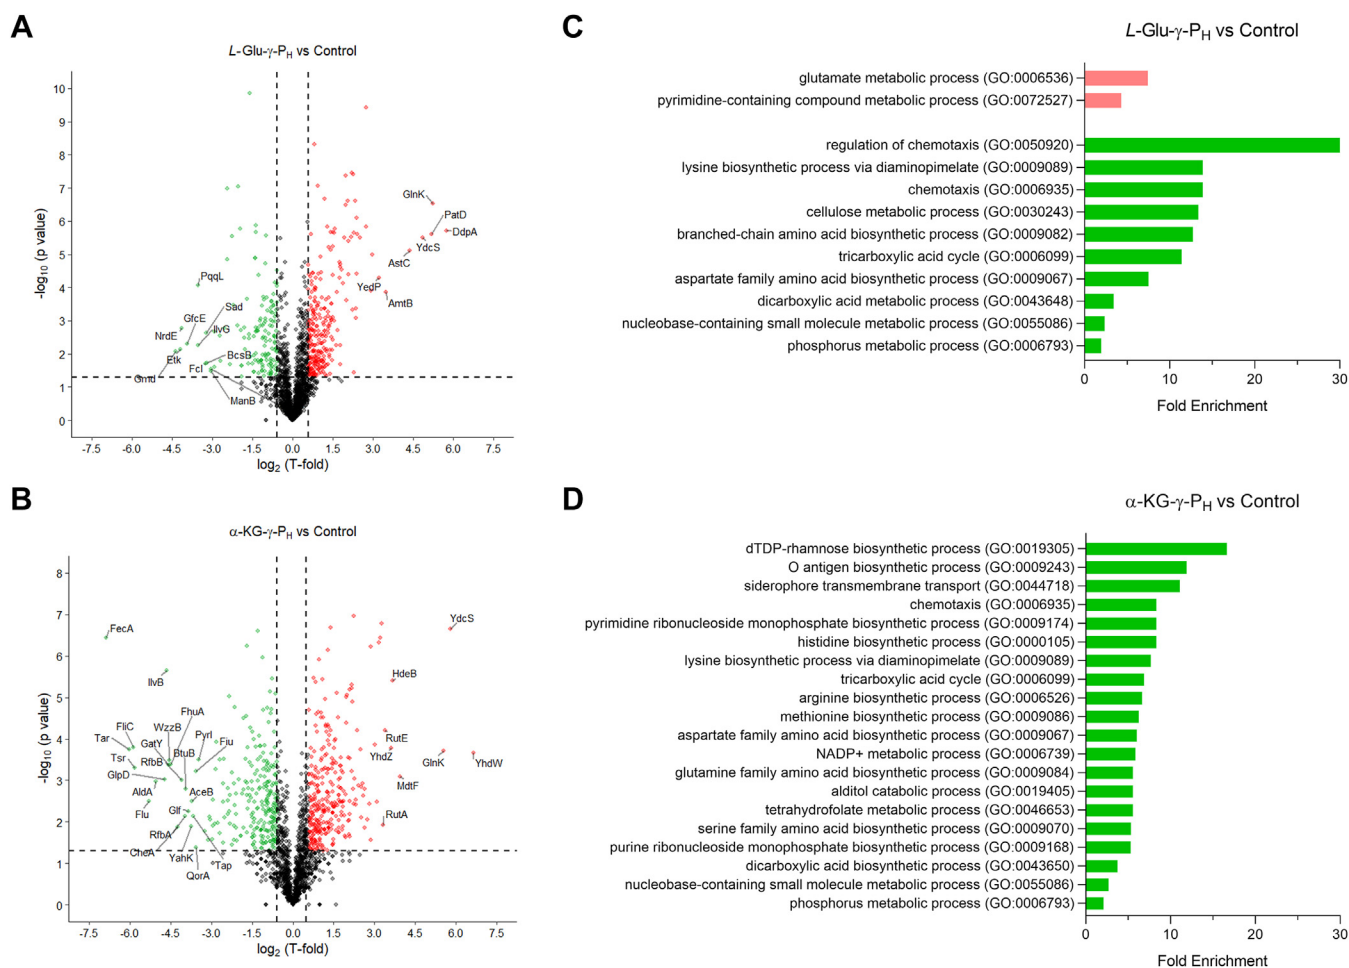 A
L-Glu-γ-PH vs Control
-log10 (p value)
10
9
8
7
6
5
4
3
2
1
0
GlnK
PatD
DdpA
YdcS
AstC
YedP
AmtB
PqqL
Sad
GfcE
IlvG
NrdE
Etk
BcsB
Fcl
Gmd
ManB
-7.5 -6.0 -4.5 -3.0 -1.5 0.0 1.5 3.0 4.5 6.0 7.5
log2 (T-fold)
B
α-KG-γ-PH vs Control
-log10 (p value)
8
7
6
5
4
3
2
1
0
FecA
YdcS
IlvB
HdeB
FhuA
FliC
WzzB
RutE
Tar
GatY
PyrI
Fiu
BtuB
YhdZ
Tsr
RfbB
GlnK
YhdW
GlpD
MdtF
AldA
AceB
Flu
Glf
RutA
RfbA
CheA
YahK
Tap
QorA
-7.5 -6.0 -4.5 -3.0 -1.5 0.0 1.5 3.0 4.5 6.0 7.5
log2 (T-fold)
C
L-Glu-γ-PH vs Control
glutamate metabolic process (GO:0006536)
pyrimidine-containing compound metabolic process (GO:0072527)
regulation of chemotaxis (GO:0050920)
lysine biosynthetic process via diaminopimelate (GO:0009089)
chemotaxis (GO:0006935)
cellulose metabolic process (GO:0030243)
branched-chain amino acid biosynthetic process (GO:0009082)
tricarboxylic acid cycle (GO:0006099)
aspartate family amino acid biosynthetic process (GO:0009067)
dicarboxylic acid metabolic process (GO:0043648)
nucleobase-containing small molecule metabolic process (GO:0055086)
phosphorus metabolic process (GO:0006793)
0 10 20 30
Fold Enrichment
D
α-KG-γ-PH vs Control
dTDP-rhamnose biosynthetic process (GO:0019305)
O antigen biosynthetic process (GO:0009243)
siderophore transmembrane transport (GO:0044718)
chemotaxis (GO:0006935)
pyrimidine ribonucleoside monophosphate biosynthetic process (GO:0009174)
histidine biosynthetic process (GO:0000105)
lysine biosynthetic process via diaminopimelate (GO:0009089)
tricarboxylic acid cycle (GO:0006099)
arginine biosynthetic process (GO:0006526)
methionine biosynthetic process (GO:0009086)
aspartate family amino acid biosynthetic process (GO:0009067)
NADP+ metabolic process (GO:0006739)
glutamine family amino acid biosynthetic process (GO:0009084)
alditol catabolic process (GO:0019405)
tetrahydrofolate metabolic process (GO:0046653)
serine family amino acid biosynthetic process (GO:0009070)
purine ribonucleoside monophosphate biosynthetic process (GO:0009168)
dicarboxylic acid biosynthetic process (GO:0043650)
nucleobase-containing small molecule metabolic process (GO:0055086)
phosphorus metabolic process (GO:0006793)
0 10 20 30
Fold Enrichment